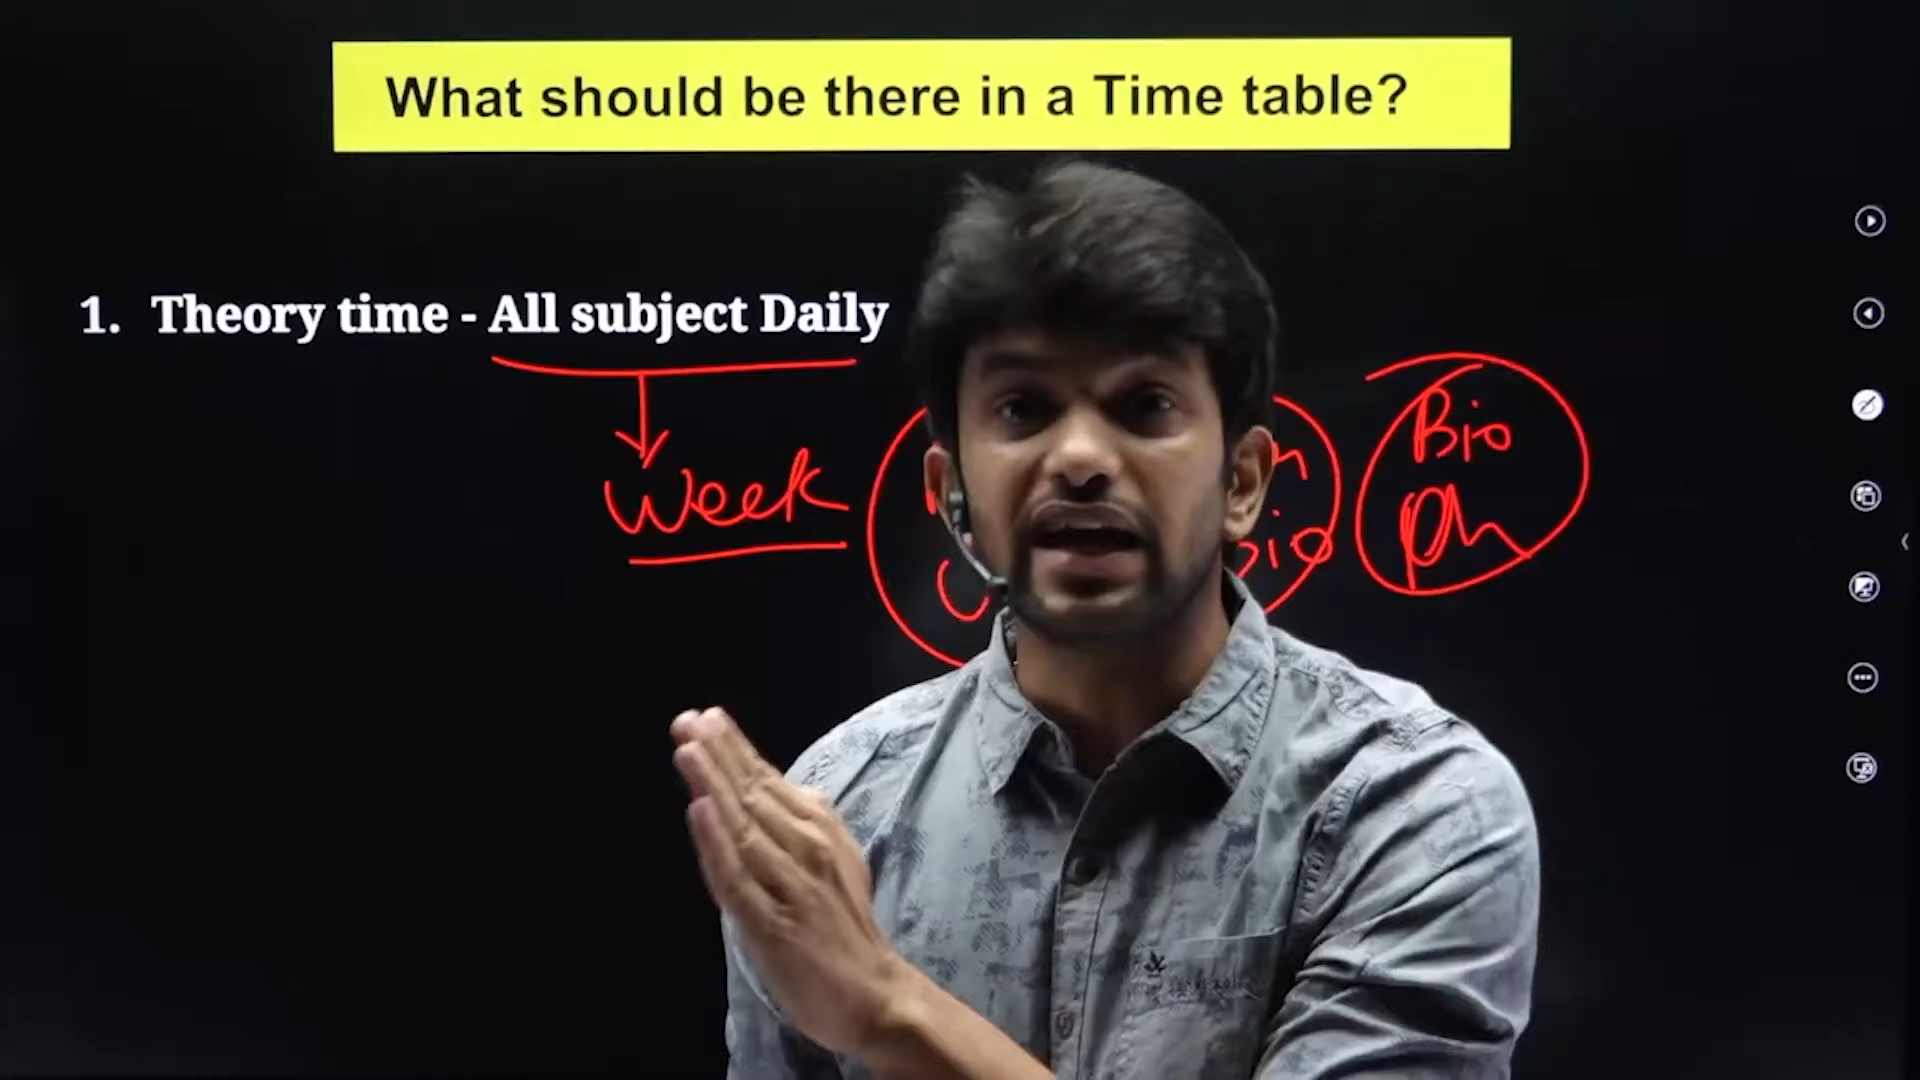 What should be there in a Time table?
1. Theory time - All subject Daily
Week
Bio
Ph